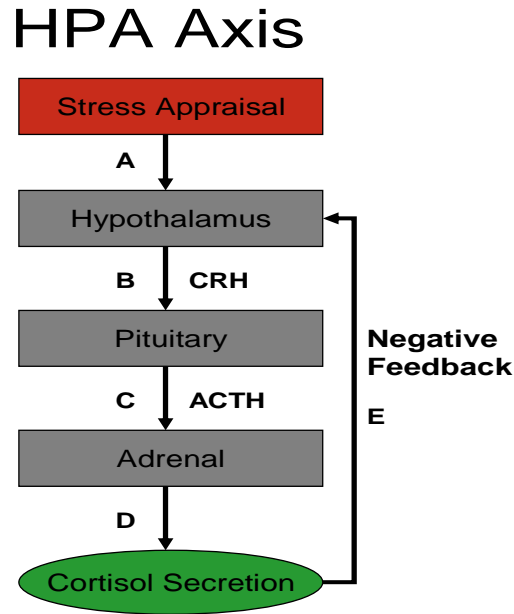 HPA Axis
Stress Appraisal
A
Hypothalamus
B CRH
Pituitary
Negative
Feedback
C ACTH
E
Adrenal
D
Cortisol Secretion